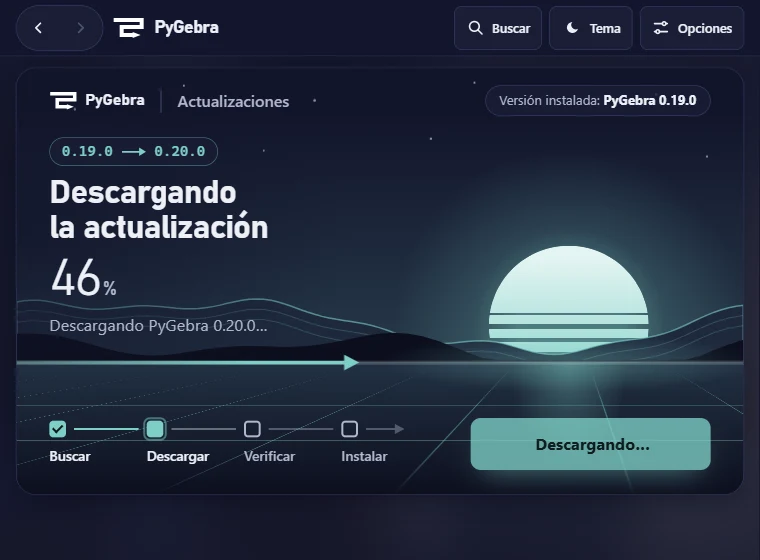 PyGebra
Buscar
Tema
Opciones
PyGebra
Actualizaciones
Versión instalada: PyGebra 0.19.0
0.19.0 → 0.20.0
Descargando
la actualización
46%
Descargando PyGebra 0.20.0...
Buscar
Descargar
Verificar
Instalar
Descargando...